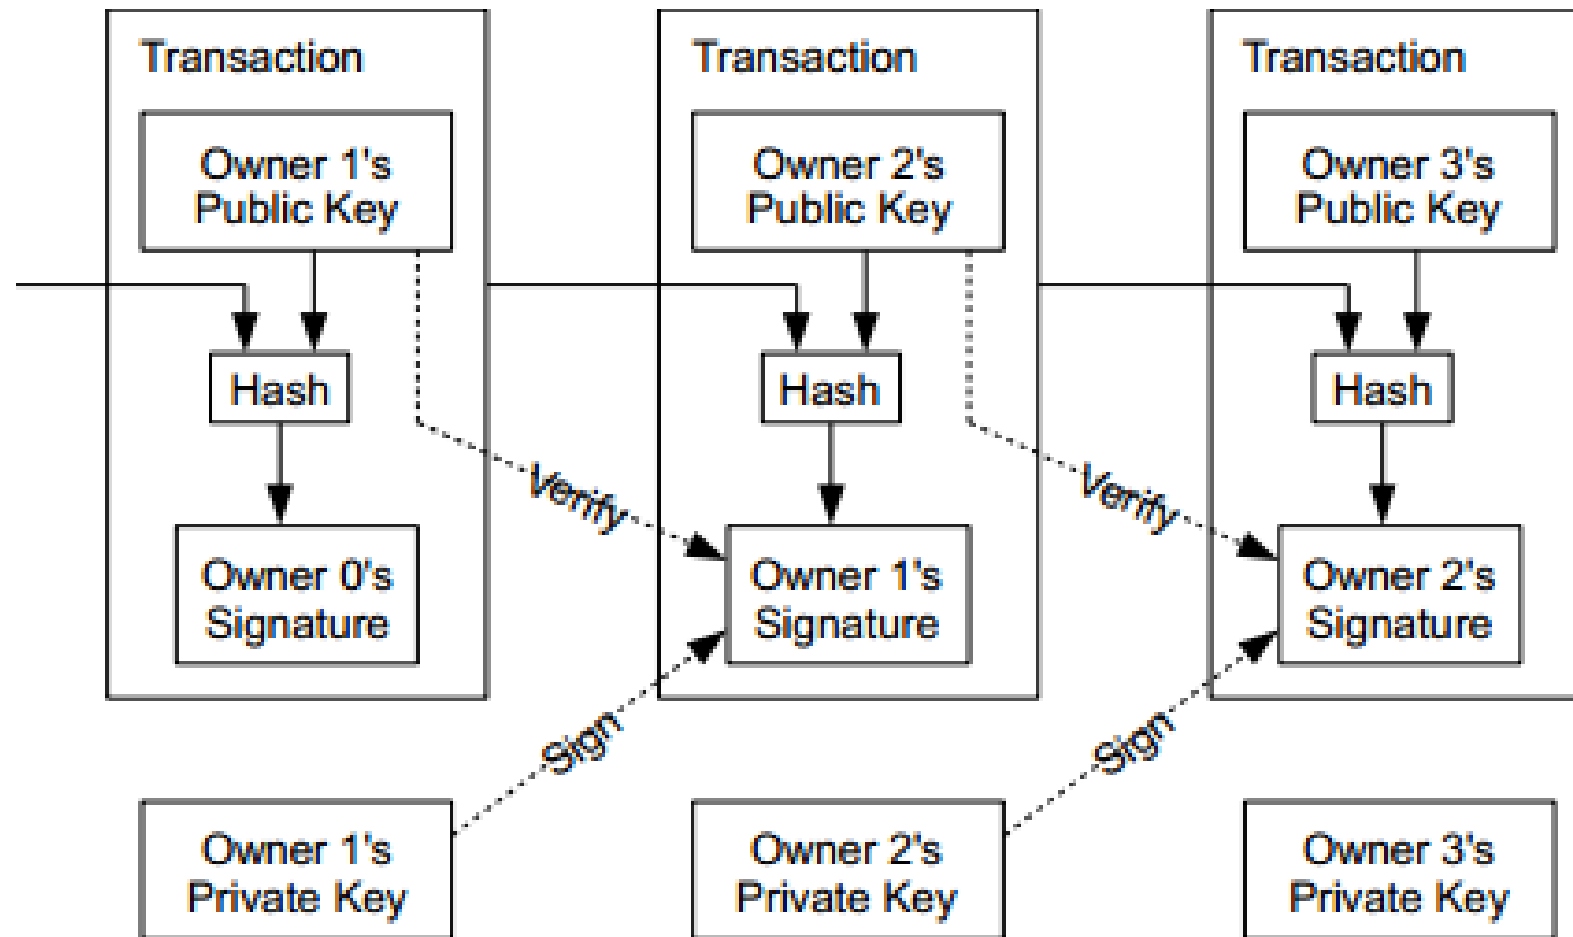 Transaction
Transaction
Transaction
Owner 1's
Public Key
Owner 2's
Public Key
Owner 3's
Public Key
Hash
Hash
Hash
Verify
Verify
Owner 0's
Signature
Owner 1's
Signature
Owner 2's
Signature
Sign
Sign
Owner 1's
Private Key
Owner 2's
Private Key
Owner 3's
Private Key